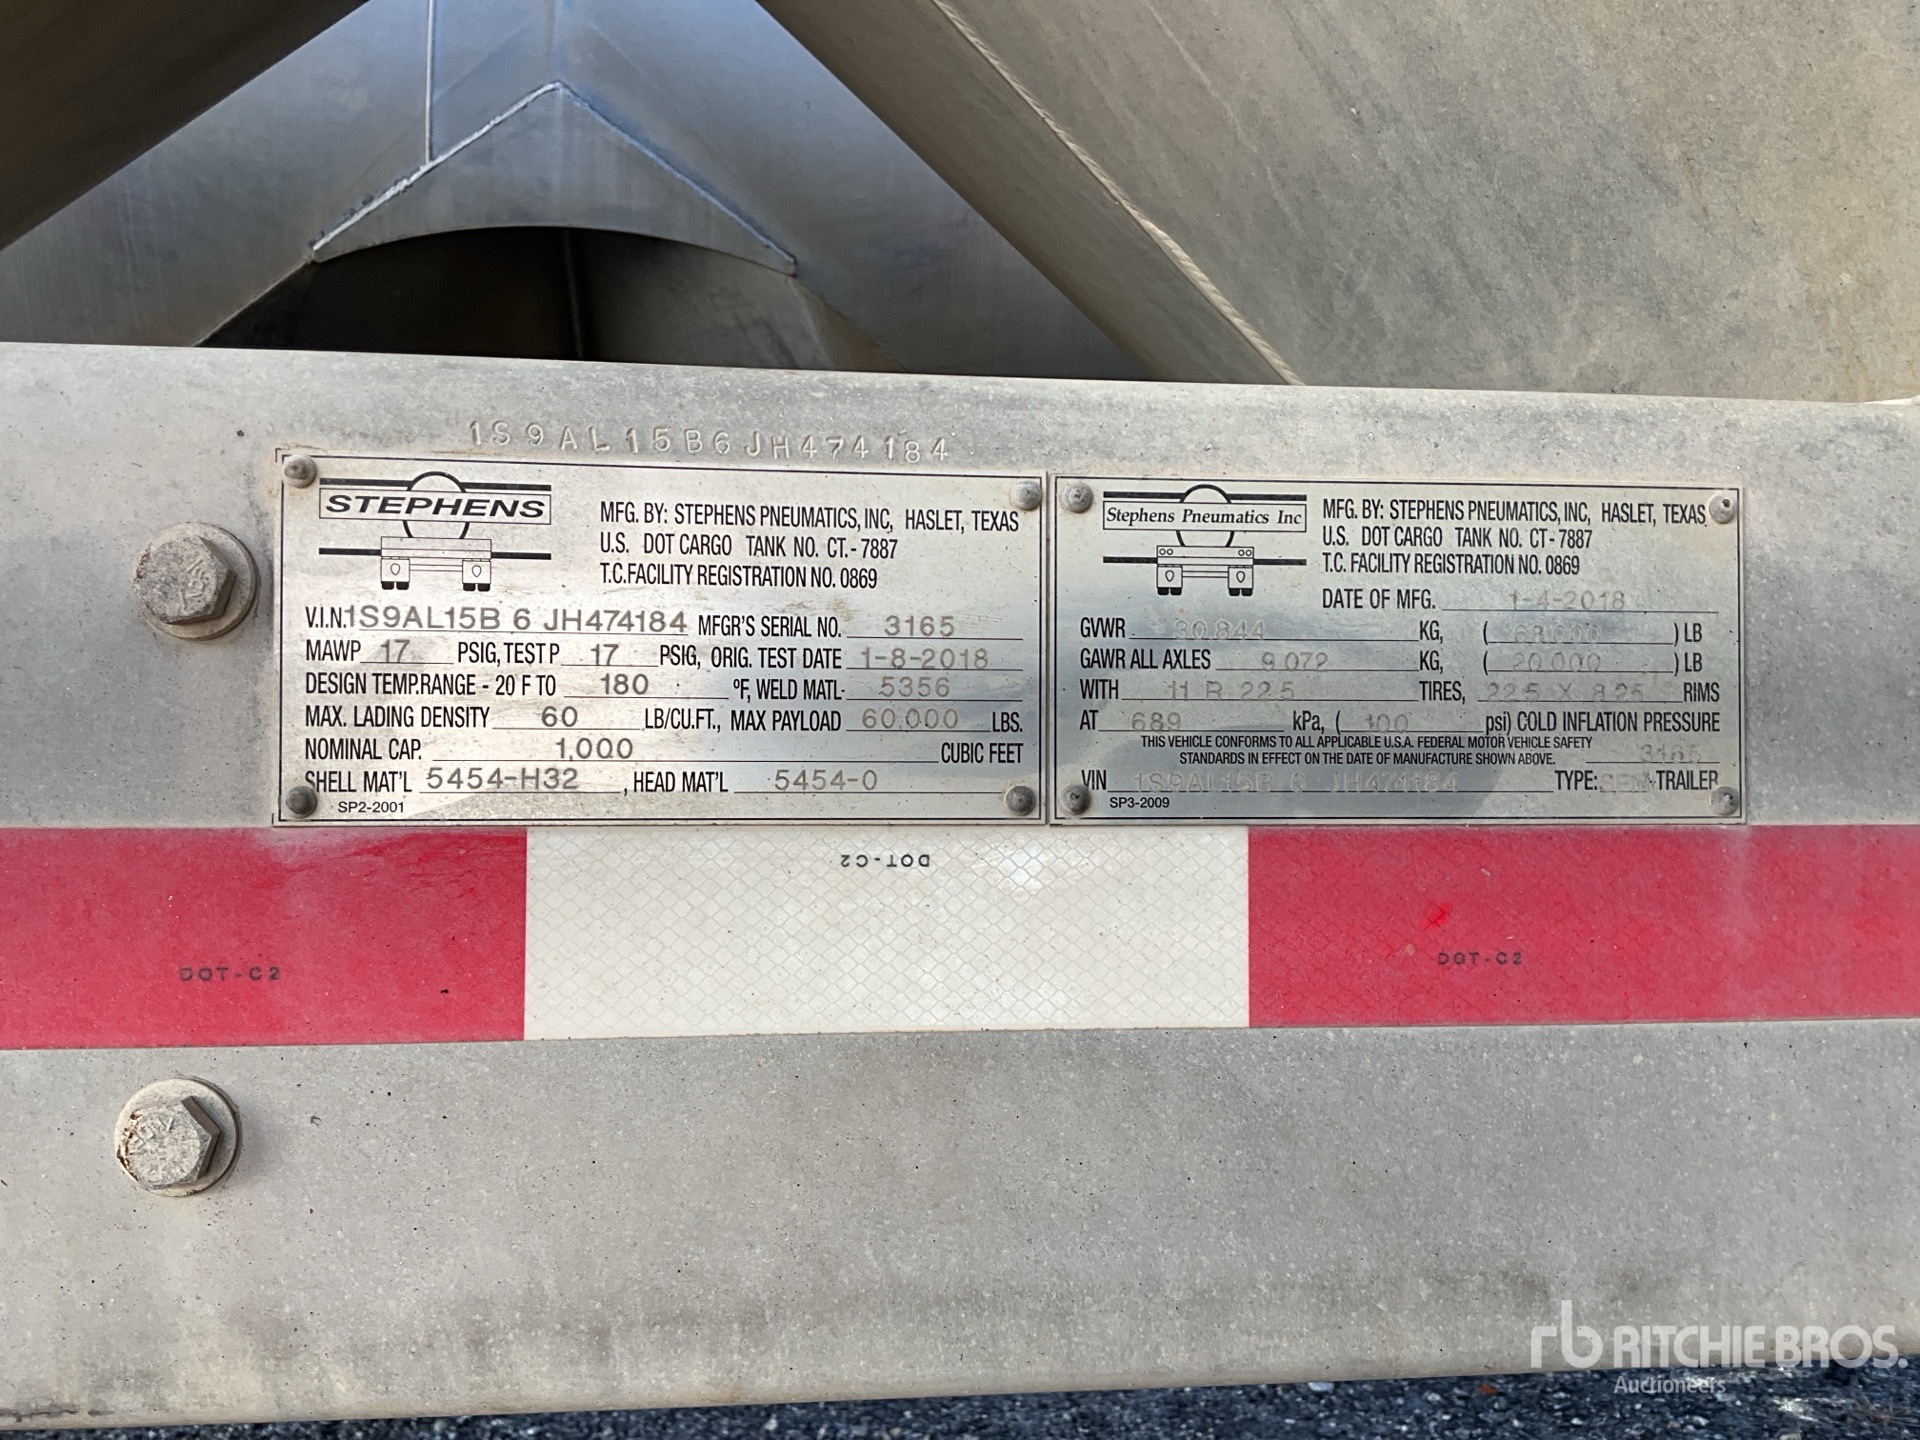 1S9AL15B6JH474184
STEPHENS
MFG. BY: STEPHENS PNEUMATICS, INC, HASLET, TEXAS
U.S. DOT CARGO TANK NO. CT.-7887
T.C. FACILITY REGISTRATION NO. 0869
V.I.N. 1S9AL15B 6 JH474184 MFGR'S SERIAL NO. 3165
MAWP 17 PSIG, TEST P 17 PSIG, ORIG. TEST DATE 1-8-2018
DESIGN TEMP.RANGE - 20 F TO 180 ºF, WELD MATL- 5356
MAX. LADING DENSITY 60 LB/CU.FT., MAX PAYLOAD 60,000 LBS.
NOMINAL CAP. 1,000 CUBIC FEET
SHELL MAT'L 5454-H32, HEAD MAT'L 5454-0
SP2-2001
Stephens Pneumatics Inc
MFG. BY: STEPHENS PNEUMATICS, INC, HASLET, TEXAS
U.S. DOT CARGO TANK NO. CT-7887
T.C. FACILITY REGISTRATION NO. 0869
DATE OF MFG. 1-4-2018
GVWR 30,844 KG, ( 68,000 ) LB
GAWR ALL AXLES 9,072 KG, ( 20,000 ) LB
WITH 11 R 22.5 TIRES, 22.5 X 8.25 RIMS
AT 689 kPa, ( 100 psi) COLD INFLATION PRESSURE
THIS VEHICLE CONFORMS TO ALL APPLICABLE U.S.A. FEDERAL MOTOR VEHICLE SAFETY
STANDARDS IN EFFECT ON THE DATE OF MANUFACTURE SHOWN ABOVE. 3165
VIN 1S9AL15B 6 JH474184 TYPE: SEMI-TRAILER
SP3-2009
DOT-C2
DOT-C2
DOT-C2
rb RITCHIE BROS.
Auctioneers